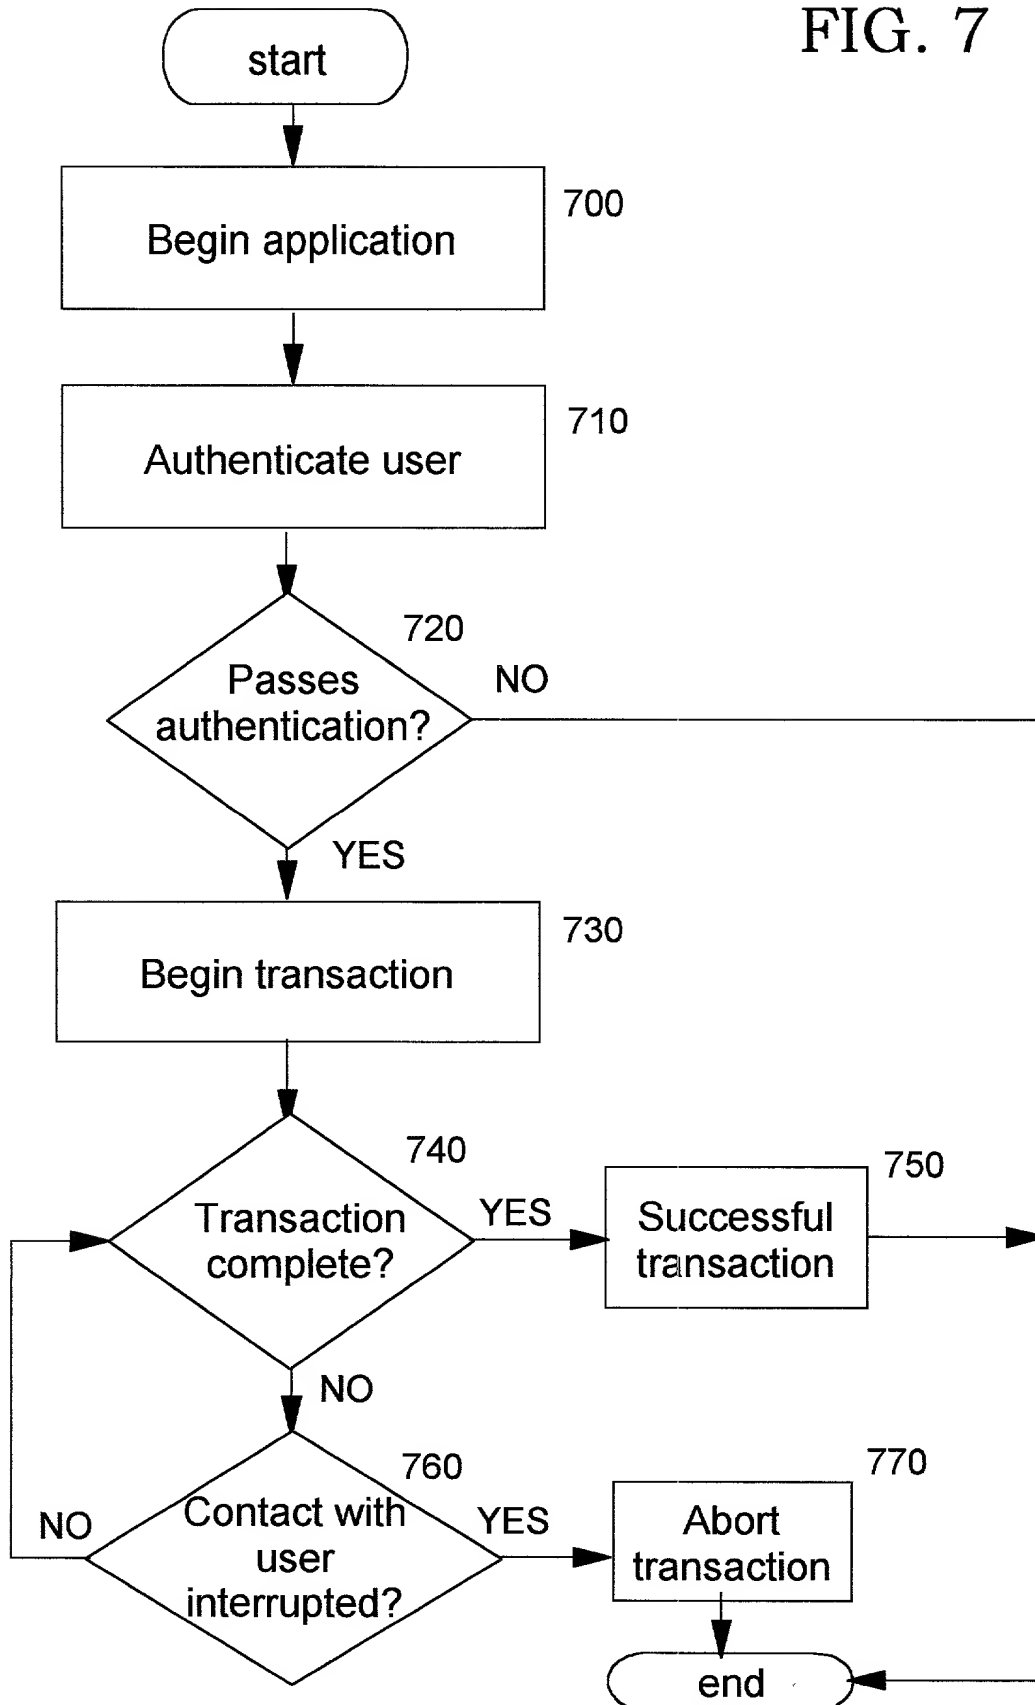 FIG. 7
start
700
Begin application
710
Authenticate user
720
Passes
authentication?
NO
YES
730
Begin transaction
740
Transaction
complete?
YES
750
Successful
transaction
NO
760
Contact with
user
interrupted?
NO
YES
770
Abort
transaction
end